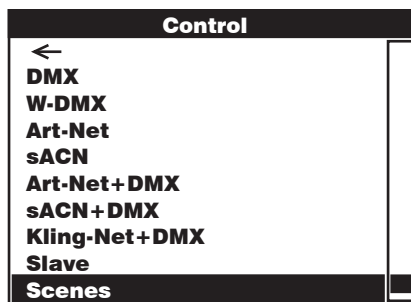 Control
←
DMX
W-DMX
Art-Net
sACN
Art-Net+DMX
sACN+DMX
Kling-Net+DMX
Slave
Scenes